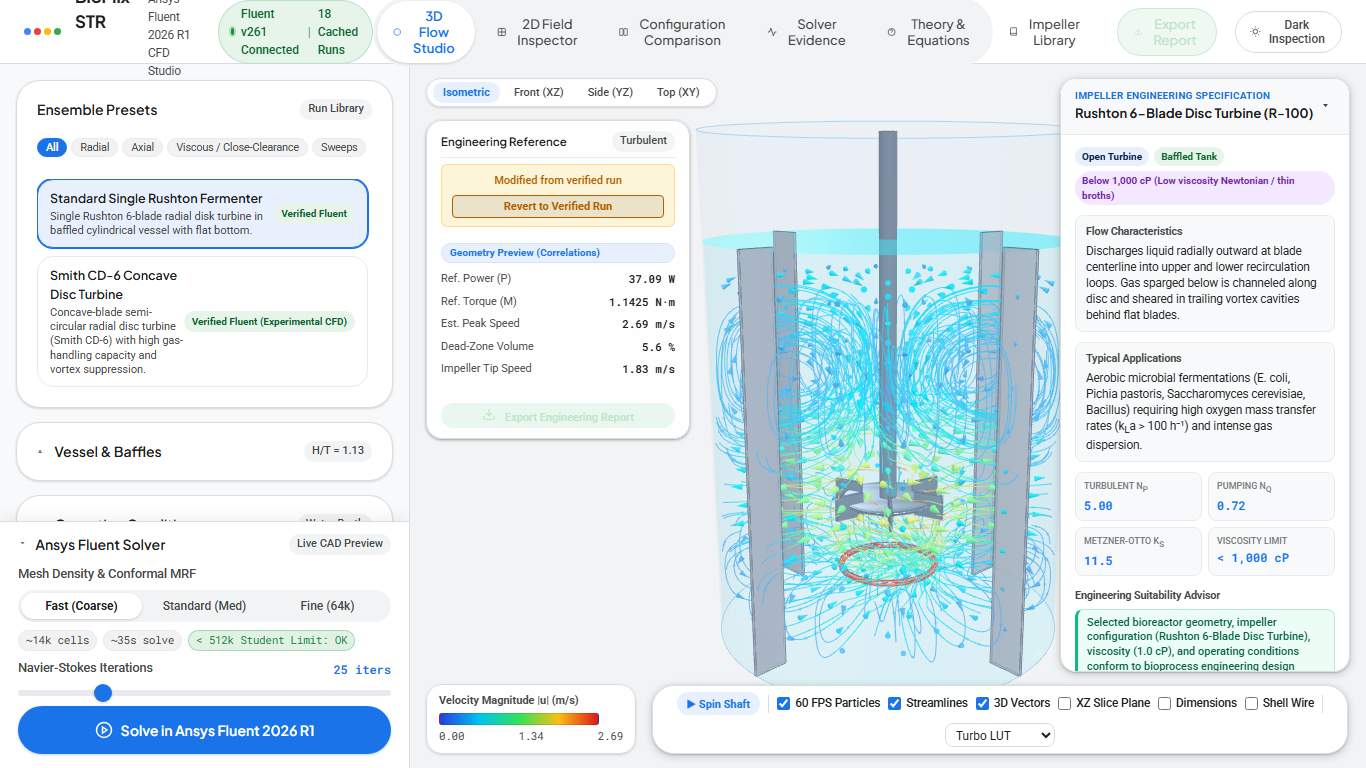 STR
Ansys
Fluent
2026 R1
CFD
Studio
Fluent
v261
Connected
|
18
Cached
Runs
3D
Flow
Studio
2D Field
Inspector
Configuration
Comparison
Solver
Evidence
Theory &
Equations
Impeller
Library
Export
Report
Dark
Inspection
Ensemble Presets
Run Library
All
Radial
Axial
Viscous / Close-Clearance
Sweeps
Standard Single Rushton Fermenter
Single Rushton 6-blade radial disk turbine in
baffled cylindrical vessel with flat bottom.
Verified Fluent
Smith CD-6 Concave
Disc Turbine
Concave-blade semi-
circular radial disc turbine
(Smith CD-6) with high gas-
handling capacity and
vortex suppression.
Verified Fluent (Experimental CFD)
Vessel & Baffles
H/T = 1.13
Ansys Fluent Solver
Live CAD Preview
Mesh Density & Conformal MRF
Fast (Coarse)
Standard (Med)
Fine (64k)
~14k cells
~35s solve
< 512k Student Limit: OK
Navier-Stokes Iterations
25 iters
Solve in Ansys Fluent 2026 R1
Isometric
Front (XZ)
Side (YZ)
Top (XY)
Engineering Reference
Turbulent
Modified from verified run
Revert to Verified Run
Geometry Preview (Correlations)
Ref. Power (P)
37.09 W
Ref. Torque (M)
1.1425 N·m
Est. Peak Speed
2.69 m/s
Dead-Zone Volume
5.6 %
Impeller Tip Speed
1.83 m/s
Export Engineering Report
IMPELLER ENGINEERING SPECIFICATION
Rushton 6-Blade Disc Turbine (R-100)
Open Turbine
Baffled Tank
Below 1,000 cP (Low viscosity Newtonian / thin
broths)
Flow Characteristics
Discharges liquid radially outward at blade
centerline into upper and lower recirculation
loops. Gas sparged below is channeled along
disc and sheared in trailing vortex cavities
behind flat blades.
Typical Applications
Aerobic microbial fermentations (E. coli,
Pichia pastoris, Saccharomyces cerevisiae,
Bacillus) requiring high oxygen mass transfer
rates (kLa > 100 h⁻¹) and intense gas
dispersion.
TURBULENT NP
5.00
PUMPING NQ
0.72
METZNER-OTTO KS
11.5
VISCOSITY LIMIT
< 1,000 cP
Engineering Suitability Advisor
Selected bioreactor geometry, impeller
configuration (Rushton 6-Blade Disc Turbine),
viscosity (1.0 cP), and operating conditions
conform to bioprocess engineering design
Velocity Magnitude |u| (m/s)
0.00
1.34
2.69
▶ Spin Shaft
60 FPS Particles
Streamlines
3D Vectors
XZ Slice Plane
Dimensions
Shell Wire
Turbo LUT